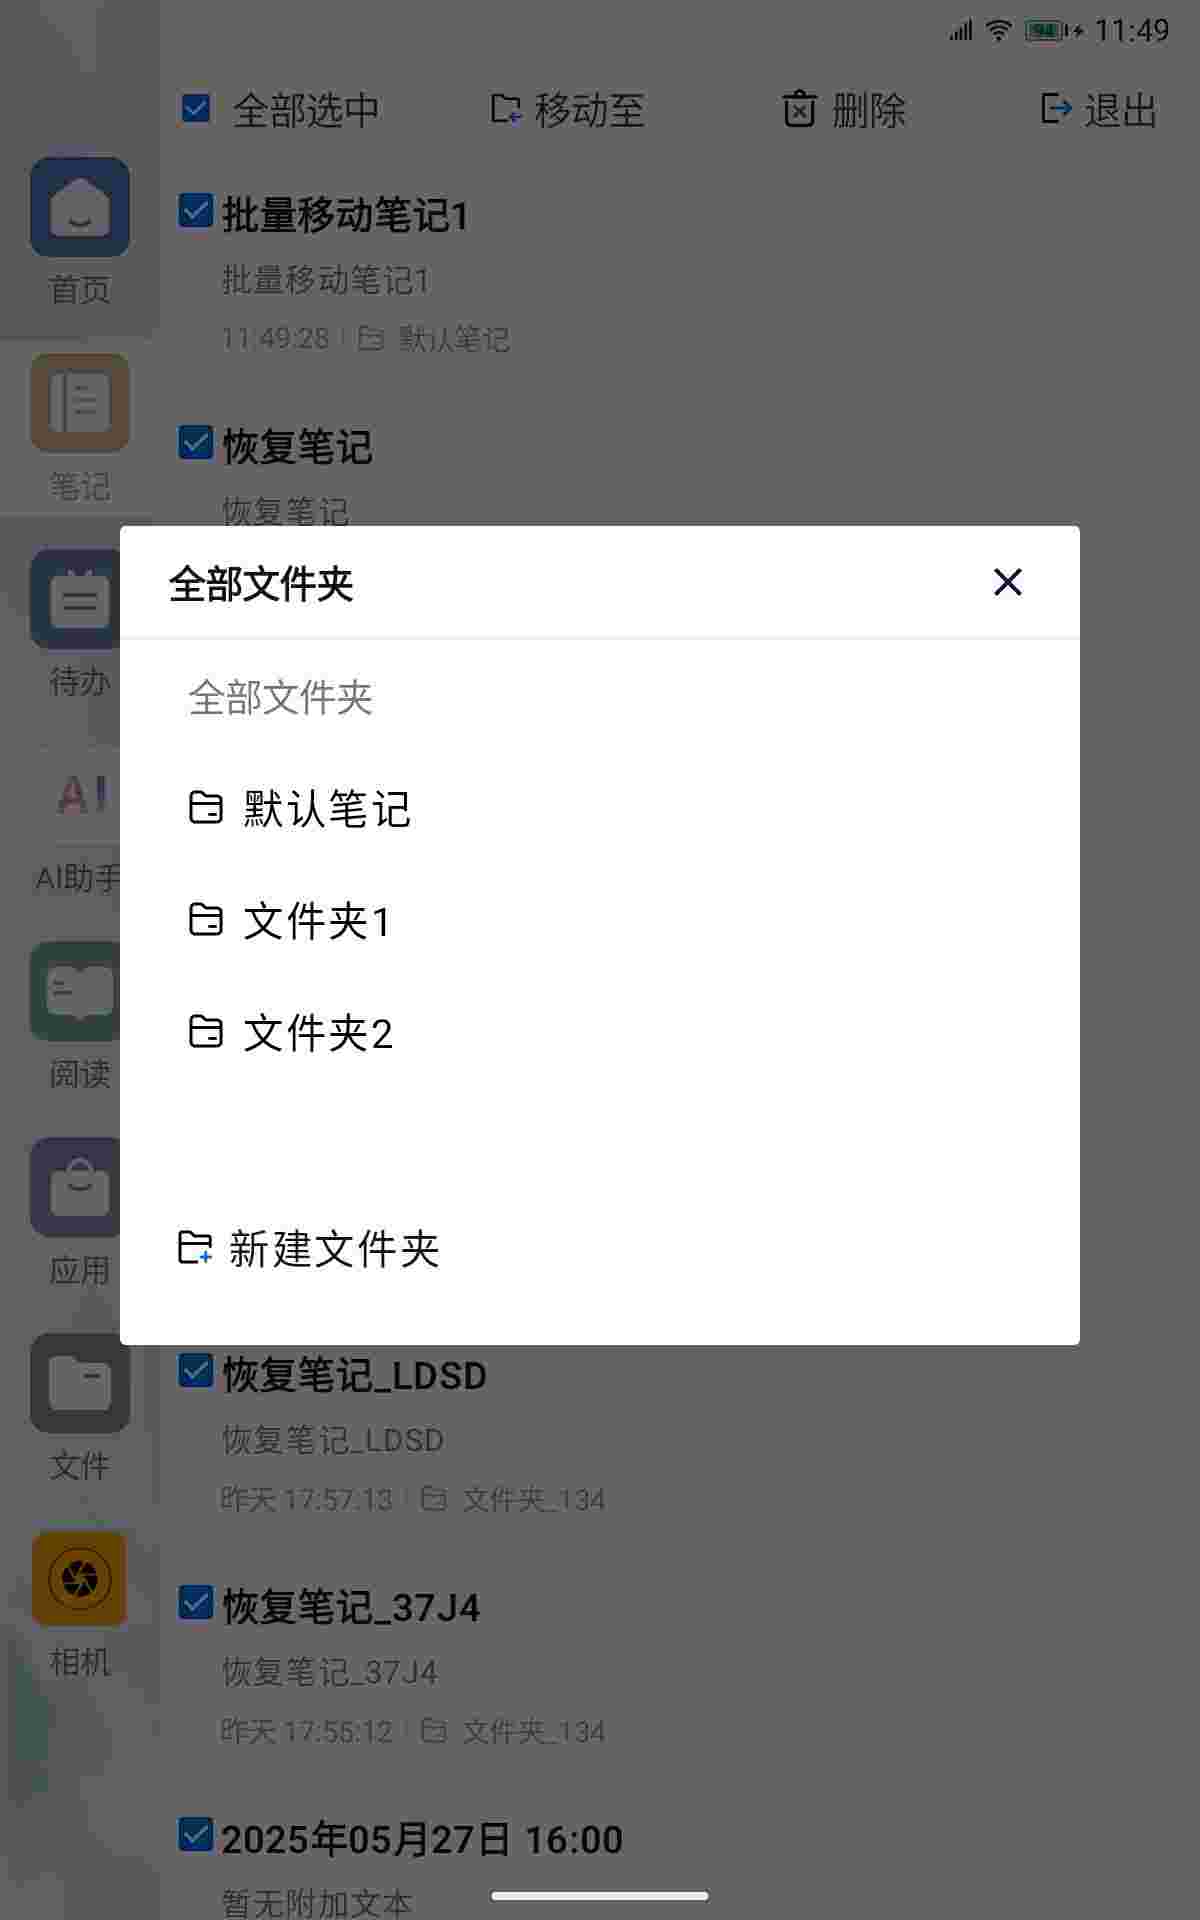 94 11:49
全部选中 移动至 删除 退出
首页
笔记
待办
AI
AI助手
阅读
应用
文件
相机
批量移动笔记1
批量移动笔记1
11:49:28 默认笔记
恢复笔记
恢复笔记
全部文件夹
全部文件夹
默认笔记
文件夹1
文件夹2
新建文件夹
恢复笔记_LDSD
恢复笔记_LDSD
昨天 17:57:13 文件夹_134
恢复笔记_37J4
恢复笔记_37J4
昨天 17:55:12 文件夹_134
2025年05月27日 16:00
暂无附加文本